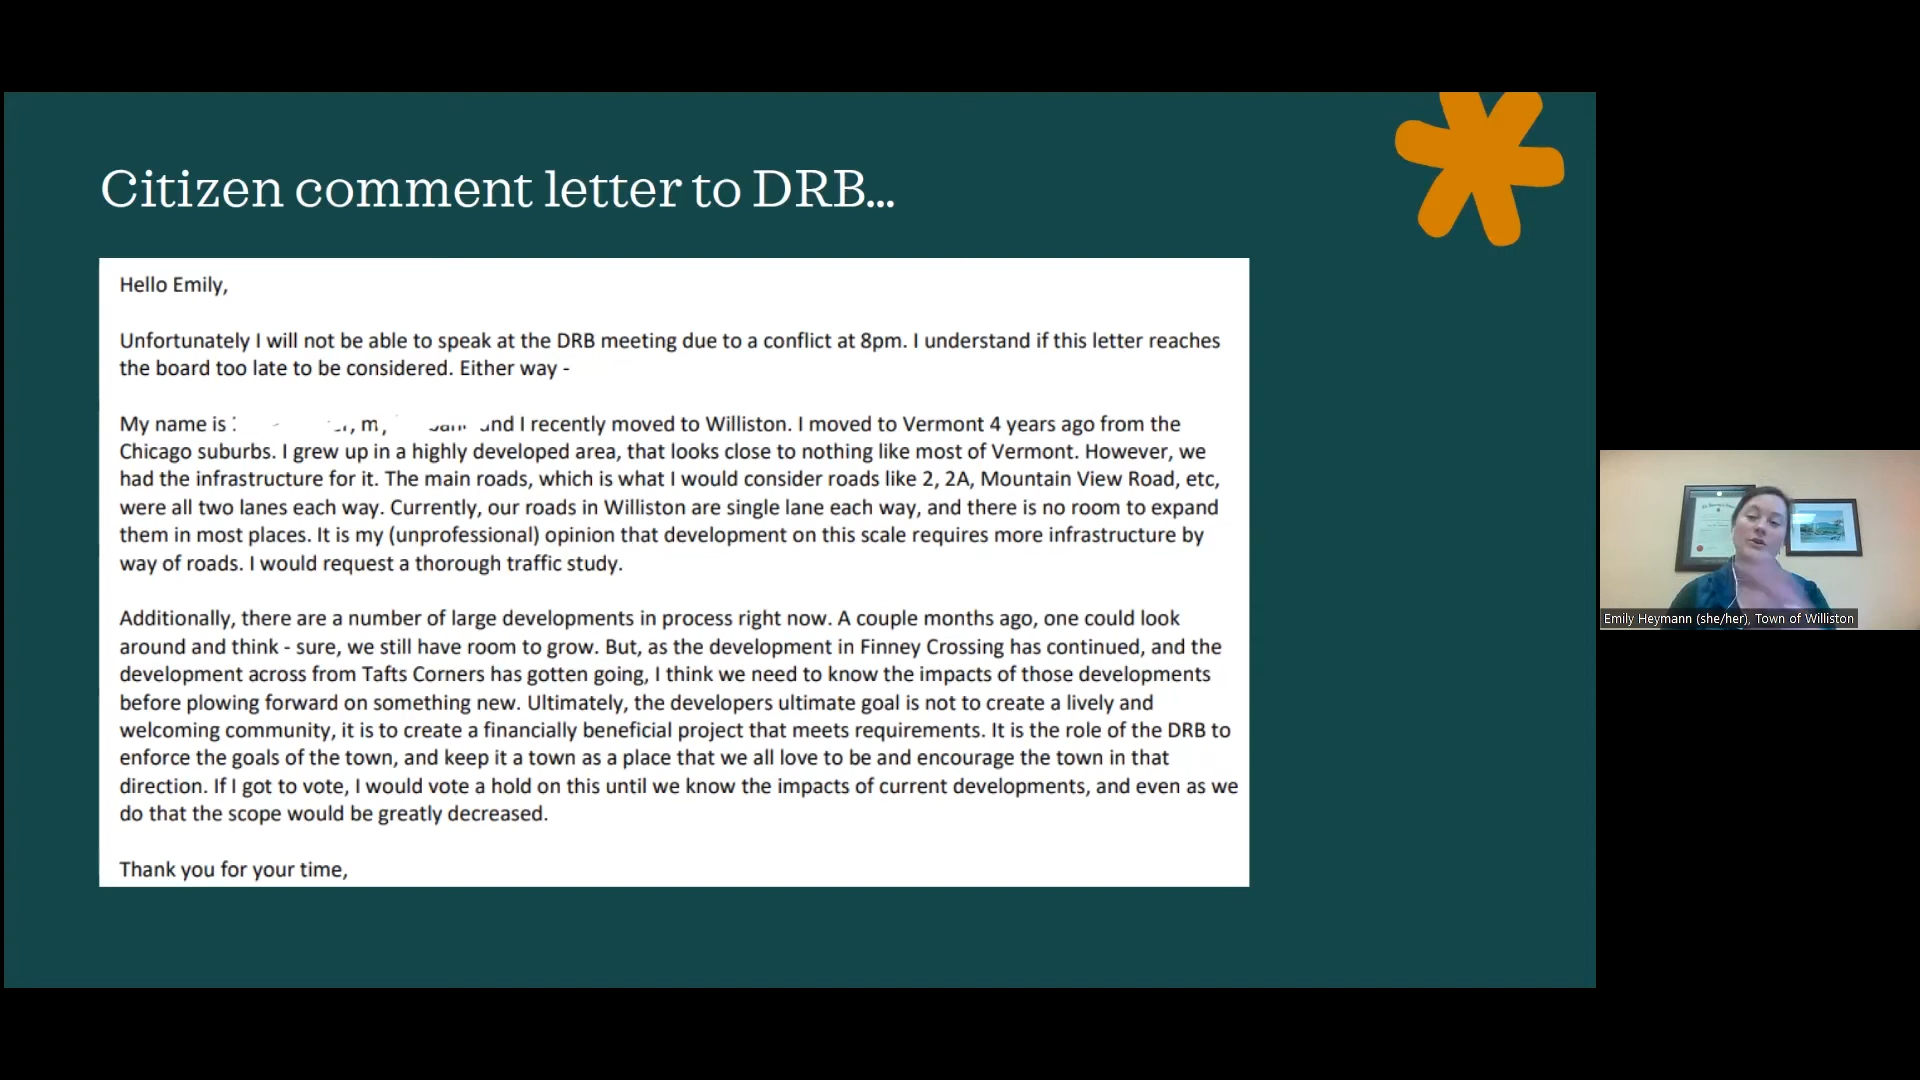 Citizen comment letter to DRB...
Hello Emily,
Unfortunately I will not be able to speak at the DRB meeting due to a conflict at 8pm. I understand if this letter reaches
the board too late to be considered. Either way -
My name is and I recently moved to Williston. I moved to Vermont 4 years ago from the
Chicago suburbs. I grew up in a highly developed area, that looks close to nothing like most of Vermont. However, we
had the infrastructure for it. The main roads, which is what I would consider roads like 2, 2A, Mountain View Road, etc,
were all two lanes each way. Currently, our roads in Williston are single lane each way, and there is no room to expand
them in most places. It is my (unprofessional) opinion that development on this scale requires more infrastructure by
way of roads. I would request a thorough traffic study.
Additionally, there are a number of large developments in process right now. A couple months ago, one could look
around and think - sure, we still have room to grow. But, as the development in Finney Crossing has continued, and the
development across from Tafts Corners has gotten going, I think we need to know the impacts of those developments
before plowing forward on something new. Ultimately, the developers ultimate goal is not to create a lively and
welcoming community, it is to create a financially beneficial project that meets requirements. It is the role of the DRB to
enforce the goals of the town, and keep it a town as a place that we all love to be and encourage the town in that
direction. If I got to vote, I would vote a hold on this until we know the impacts of current developments, and even as we
do that the scope would be greatly decreased.
Thank you for your time,
Emily Heymann (she/her), Town of Williston